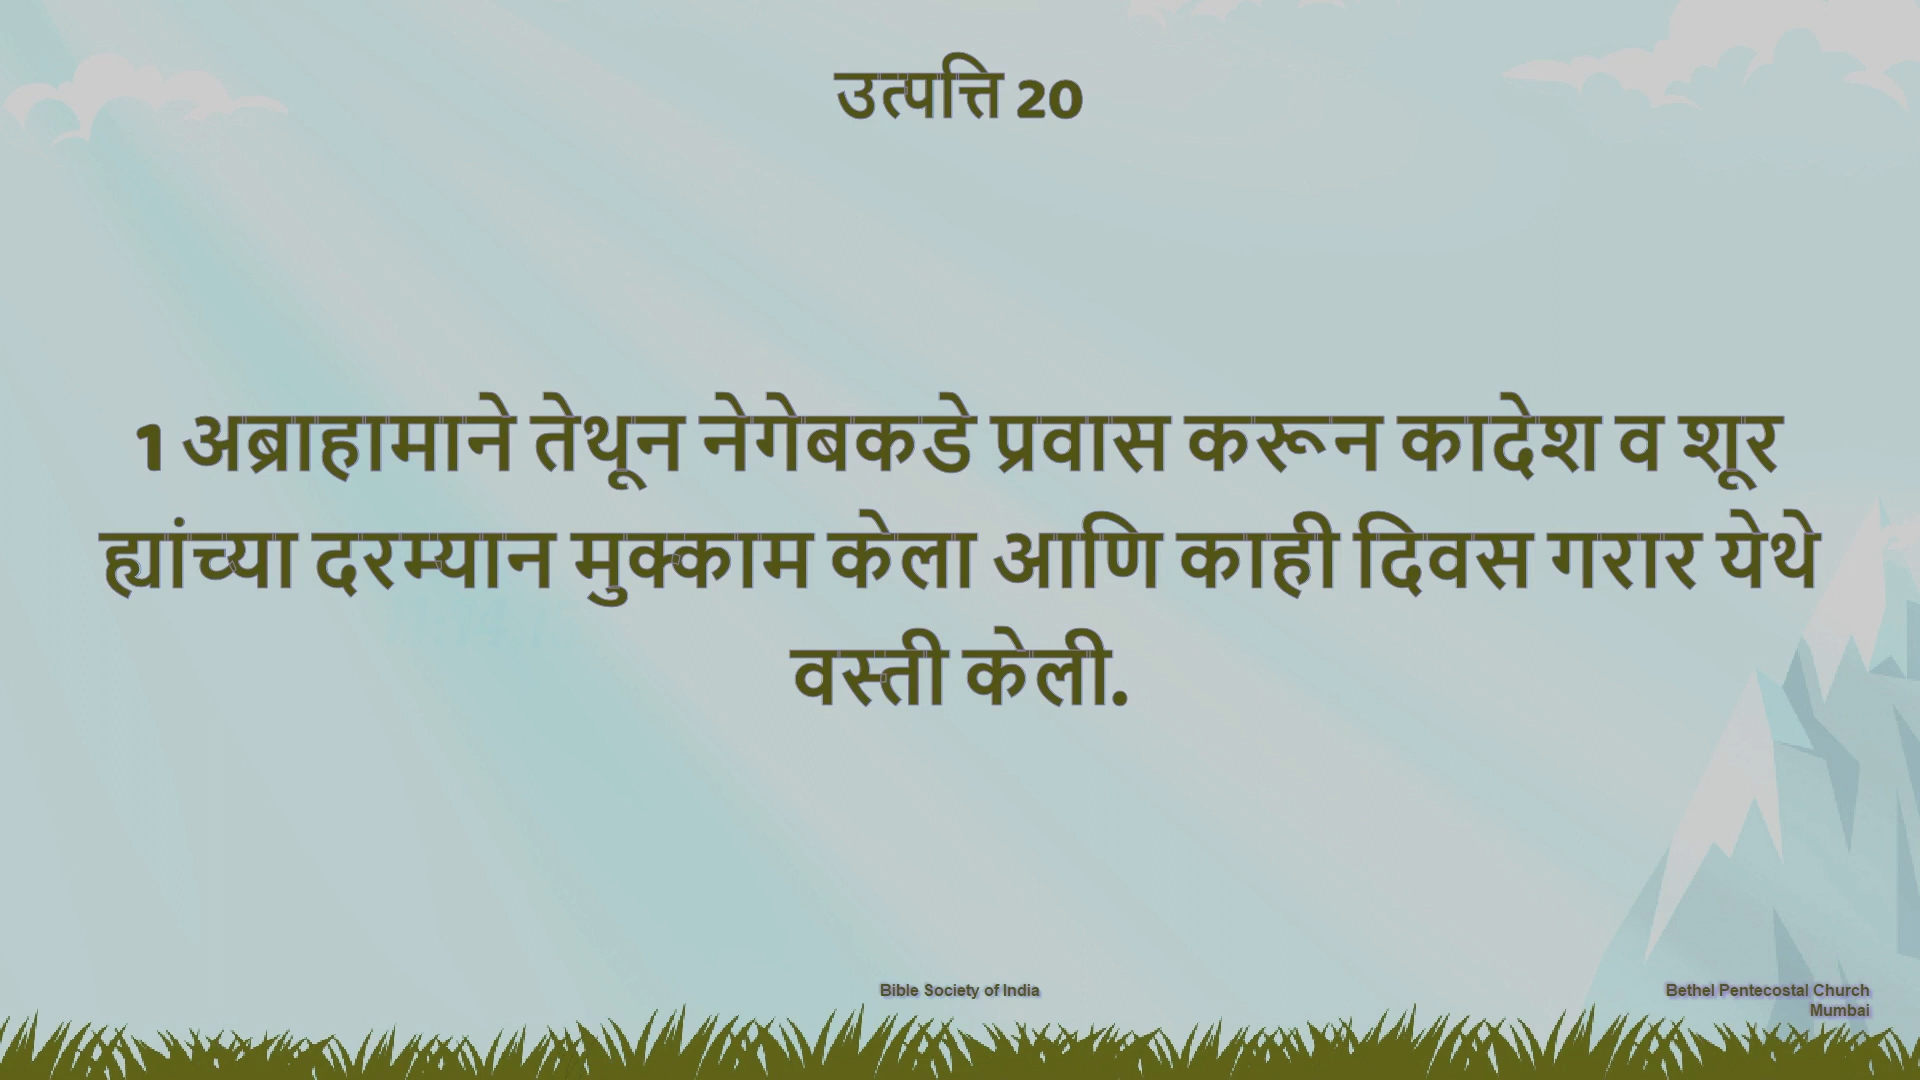 उत्पत्ति 20
1 अब्राहामाने तेथून नेगेबकडे प्रवास करून कादेश व शूर
ह्यांच्या दरम्यान मुक्काम केला आणि काही दिवस गरार येथे
वस्ती केली.
Bible Society of India
Bethel Pentecostal Church
Mumbai